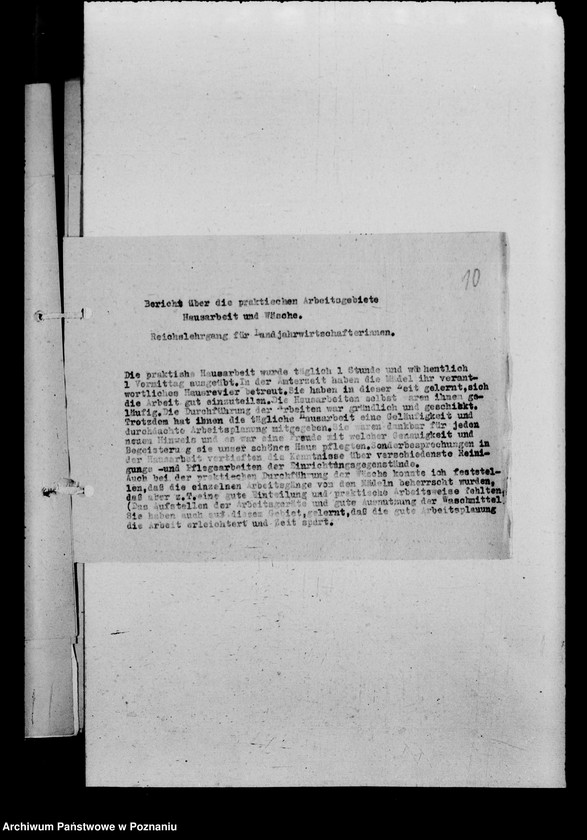 10
Bericht über die praktischen Arbeitsgebiete
Hausarbeit und Wäsche.
Reichslehrgang für Landjahrwirtschafterinnen.
Die praktishe Hausarbeit wurde täglich 1 Stunde und wöchentlich
1 Vormittag ausgeübt.In der Anternzeit haben die Mädel ihr verant-
wortliches Hausrevier betreut.Sie haben in dieser Zeit gelernt,sich
die Arbeit gut einzuteilen.Die Hausarbeiten selbst waren ihnen ge-
läufig.Die Durchführung der Arbeiten war gründlich und geschickt.
Trotzdem hat ihnen die tägliche Hausarbeit eine Geläufigkeit und
durchdachte Arbeitsplanung mitgegeben.Sie waren dankbar für jeden
neuen Hinweis und es war eine Freude mit welcher Genauigkeit und
Begeisteru g sie unser schönes Haus pflegten.Sonderbesprechungen in
der Hausarbeit vertieften die Kenntnisse über verschiedenste Reini-
gungs -und Pflegearbeiten der Einrichtungsgegenstände.
Auch bei der praktischen Durchführung der Wäsche konnte ich festetel-
len,daß die einzelnen Arbeitsgänge von den Mädeln beherrscht wurden,
daß aber z.T.eine gute Einteilung und praktische Arbeitsweise fehlten,
(Das Aufstellen der Arbeitsgeräte und gute Ausnutzung der Waschmittel
Sie haben auch auf diesem Gebiet,gelernt,daß die gute Arbeitsplanung
die Arbeit erleichtert und Zeit spart.
Archiwum Państwowe w Poznaniu